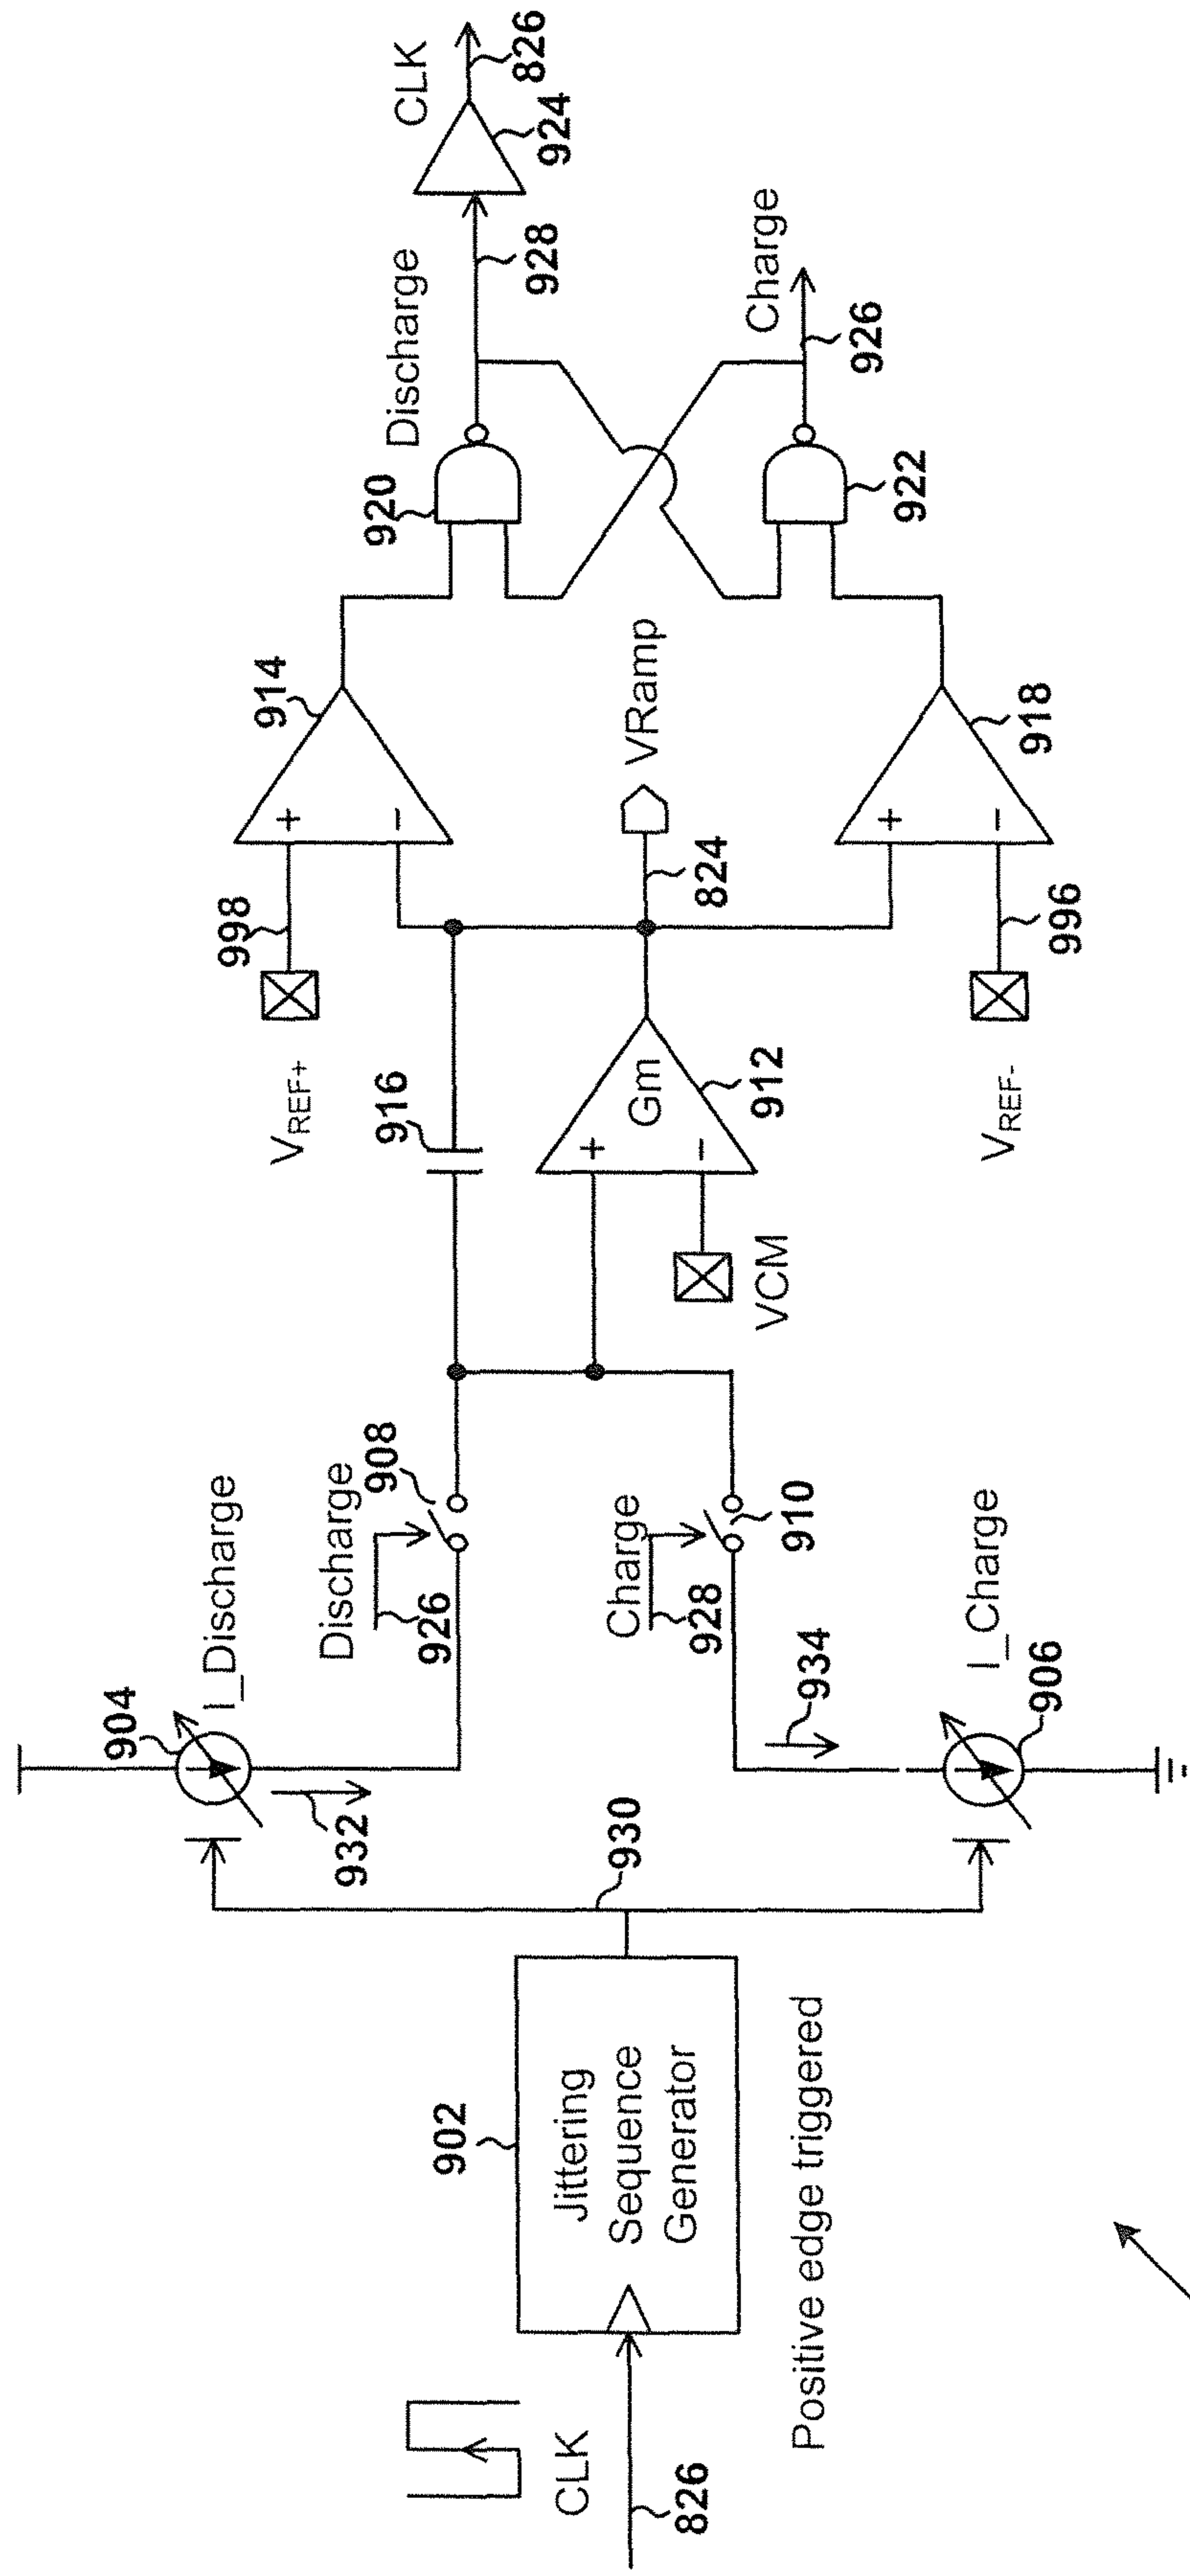 CLK
826
902
Jittering
Sequence
Generator
Positive edge triggered
930
904
I_Discharge
932
Discharge
926
908
Charge
928
910
934
I_Charge
906
916
+
Gm
-
912
VCM
VREF+
998
+
-
914
VRamp
824
VREF-
996
+
-
918
920
Discharge
928
922
Charge
926
CLK
826
924